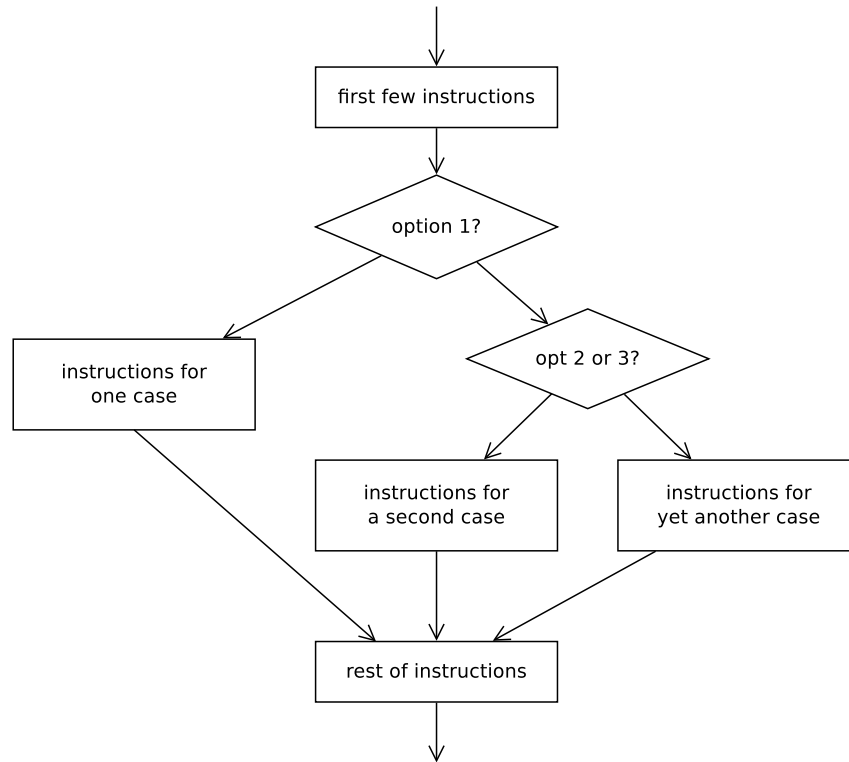 first few instructions
option 1?
opt 2 or 3?
instructions for
one case
instructions for
a second case
instructions for
yet another case
rest of instructions